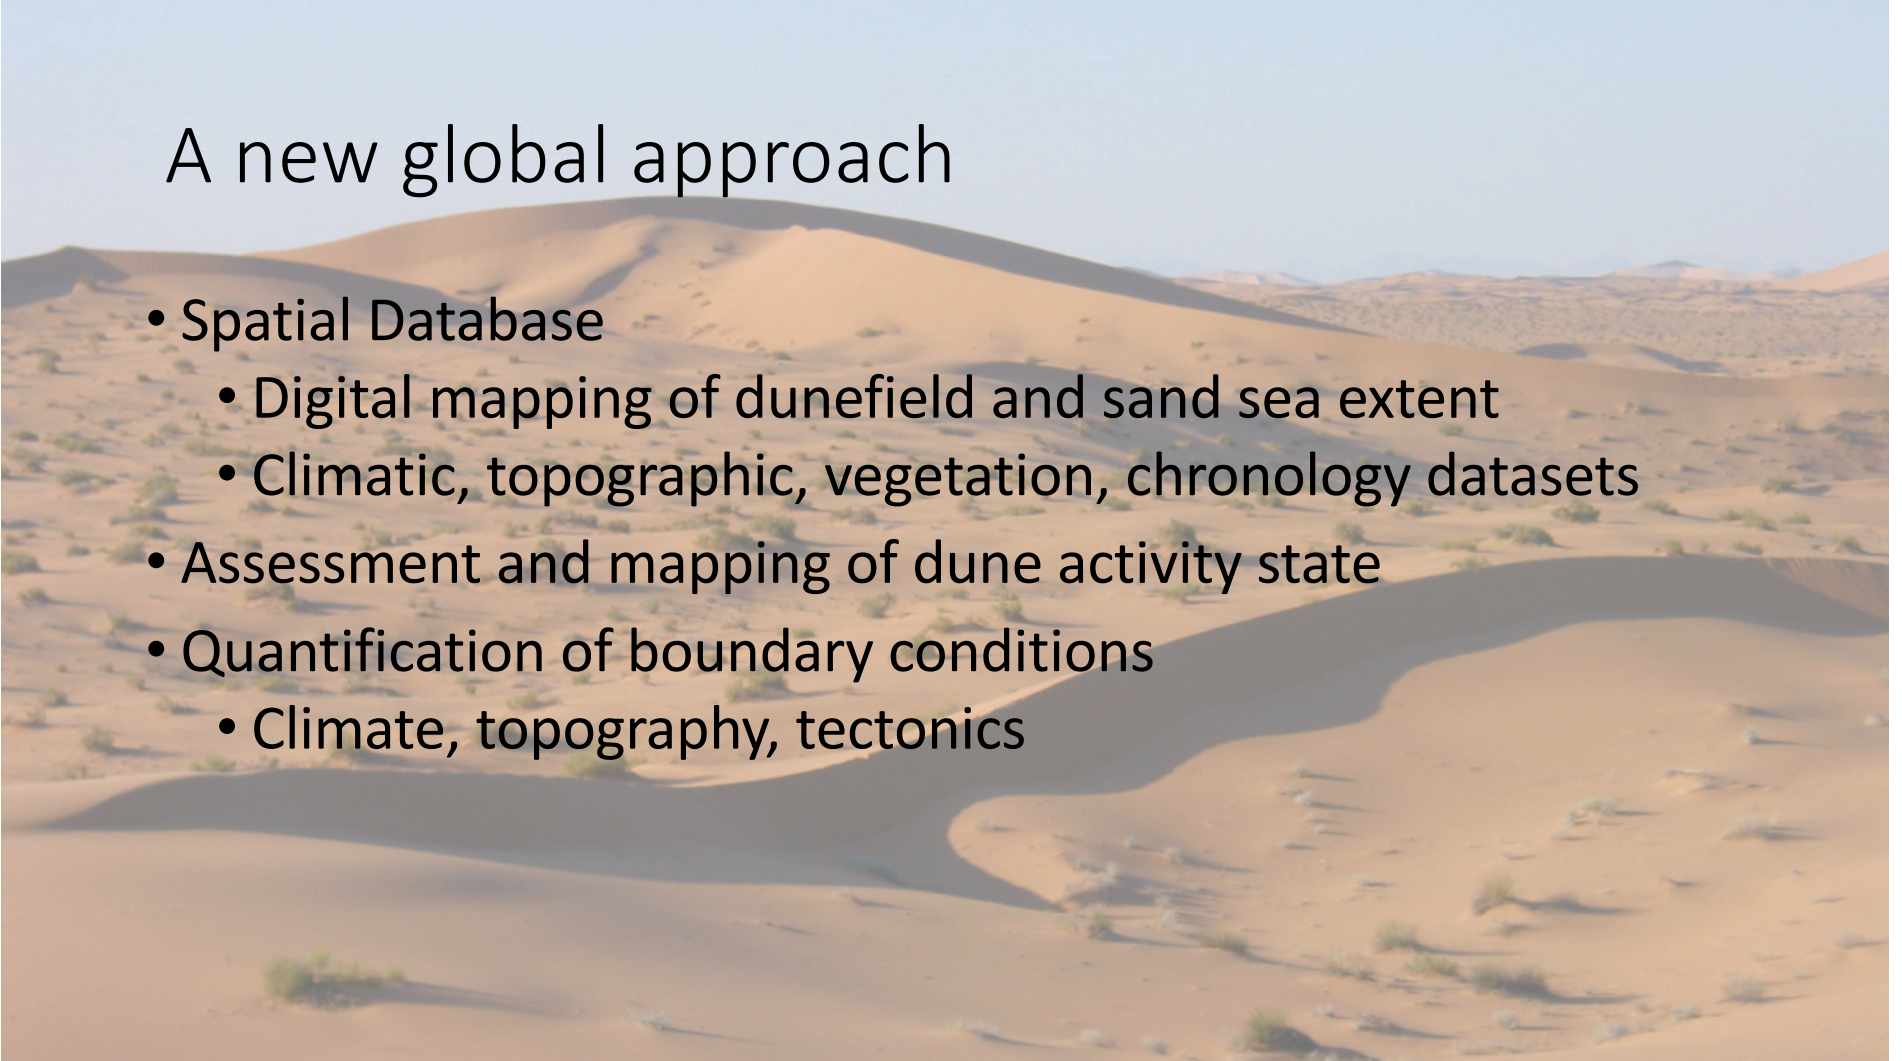 A new global approach
• Spatial Database
• Digital mapping of dunefield and sand sea extent
• Climatic, topographic, vegetation, chronology datasets
• Assessment and mapping of dune activity state
• Quantification of boundary conditions
• Climate, topography, tectonics